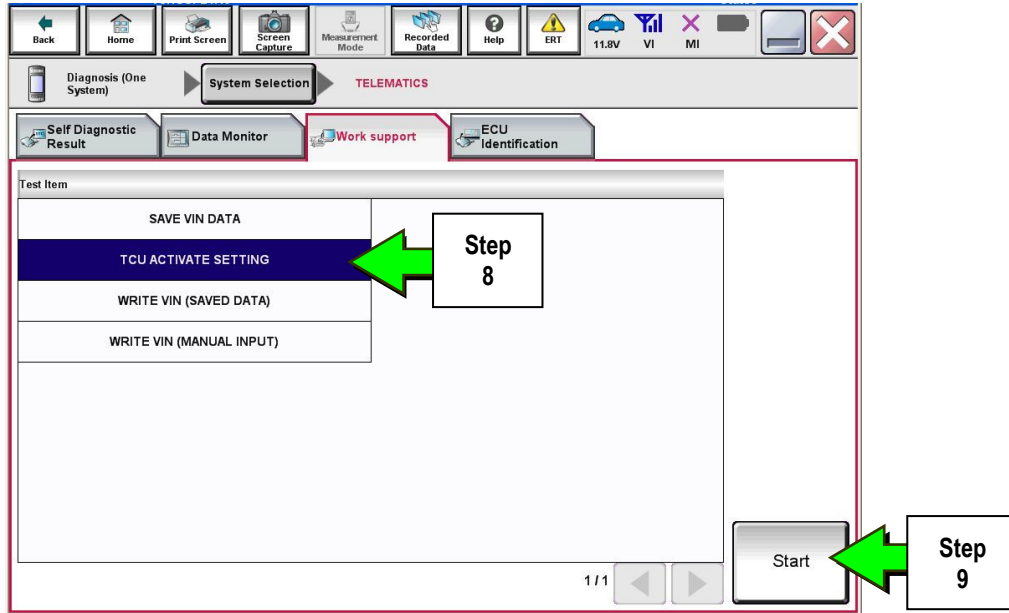 Back
Home
Print Screen
Screen
Capture
Measurement
Mode
Recorded
Data
Help
ERT
11.8V
VI
MI
Diagnosis (One
System)
System Selection
TELEMATICS
Self Diagnostic
Result
Data Monitor
Work support
ECU
Identification
Test Item
SAVE VIN DATA
TCU ACTIVATE SETTING
WRITE VIN (SAVED DATA)
WRITE VIN (MANUAL INPUT)
Step
8
1/1
Start
Step
9